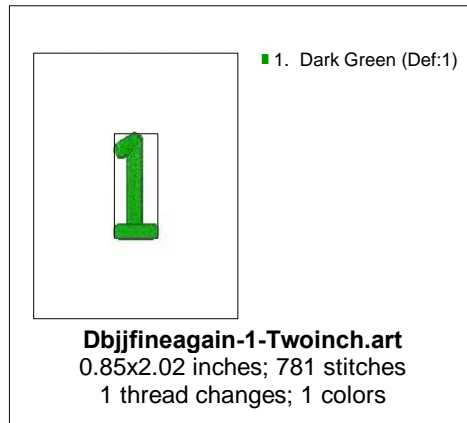 1. Dark Green (Def:1)
1
Dbjjfineagain-1-Twoinch.art
0.85x2.02 inches; 781 stitches
1 thread changes; 1 colors